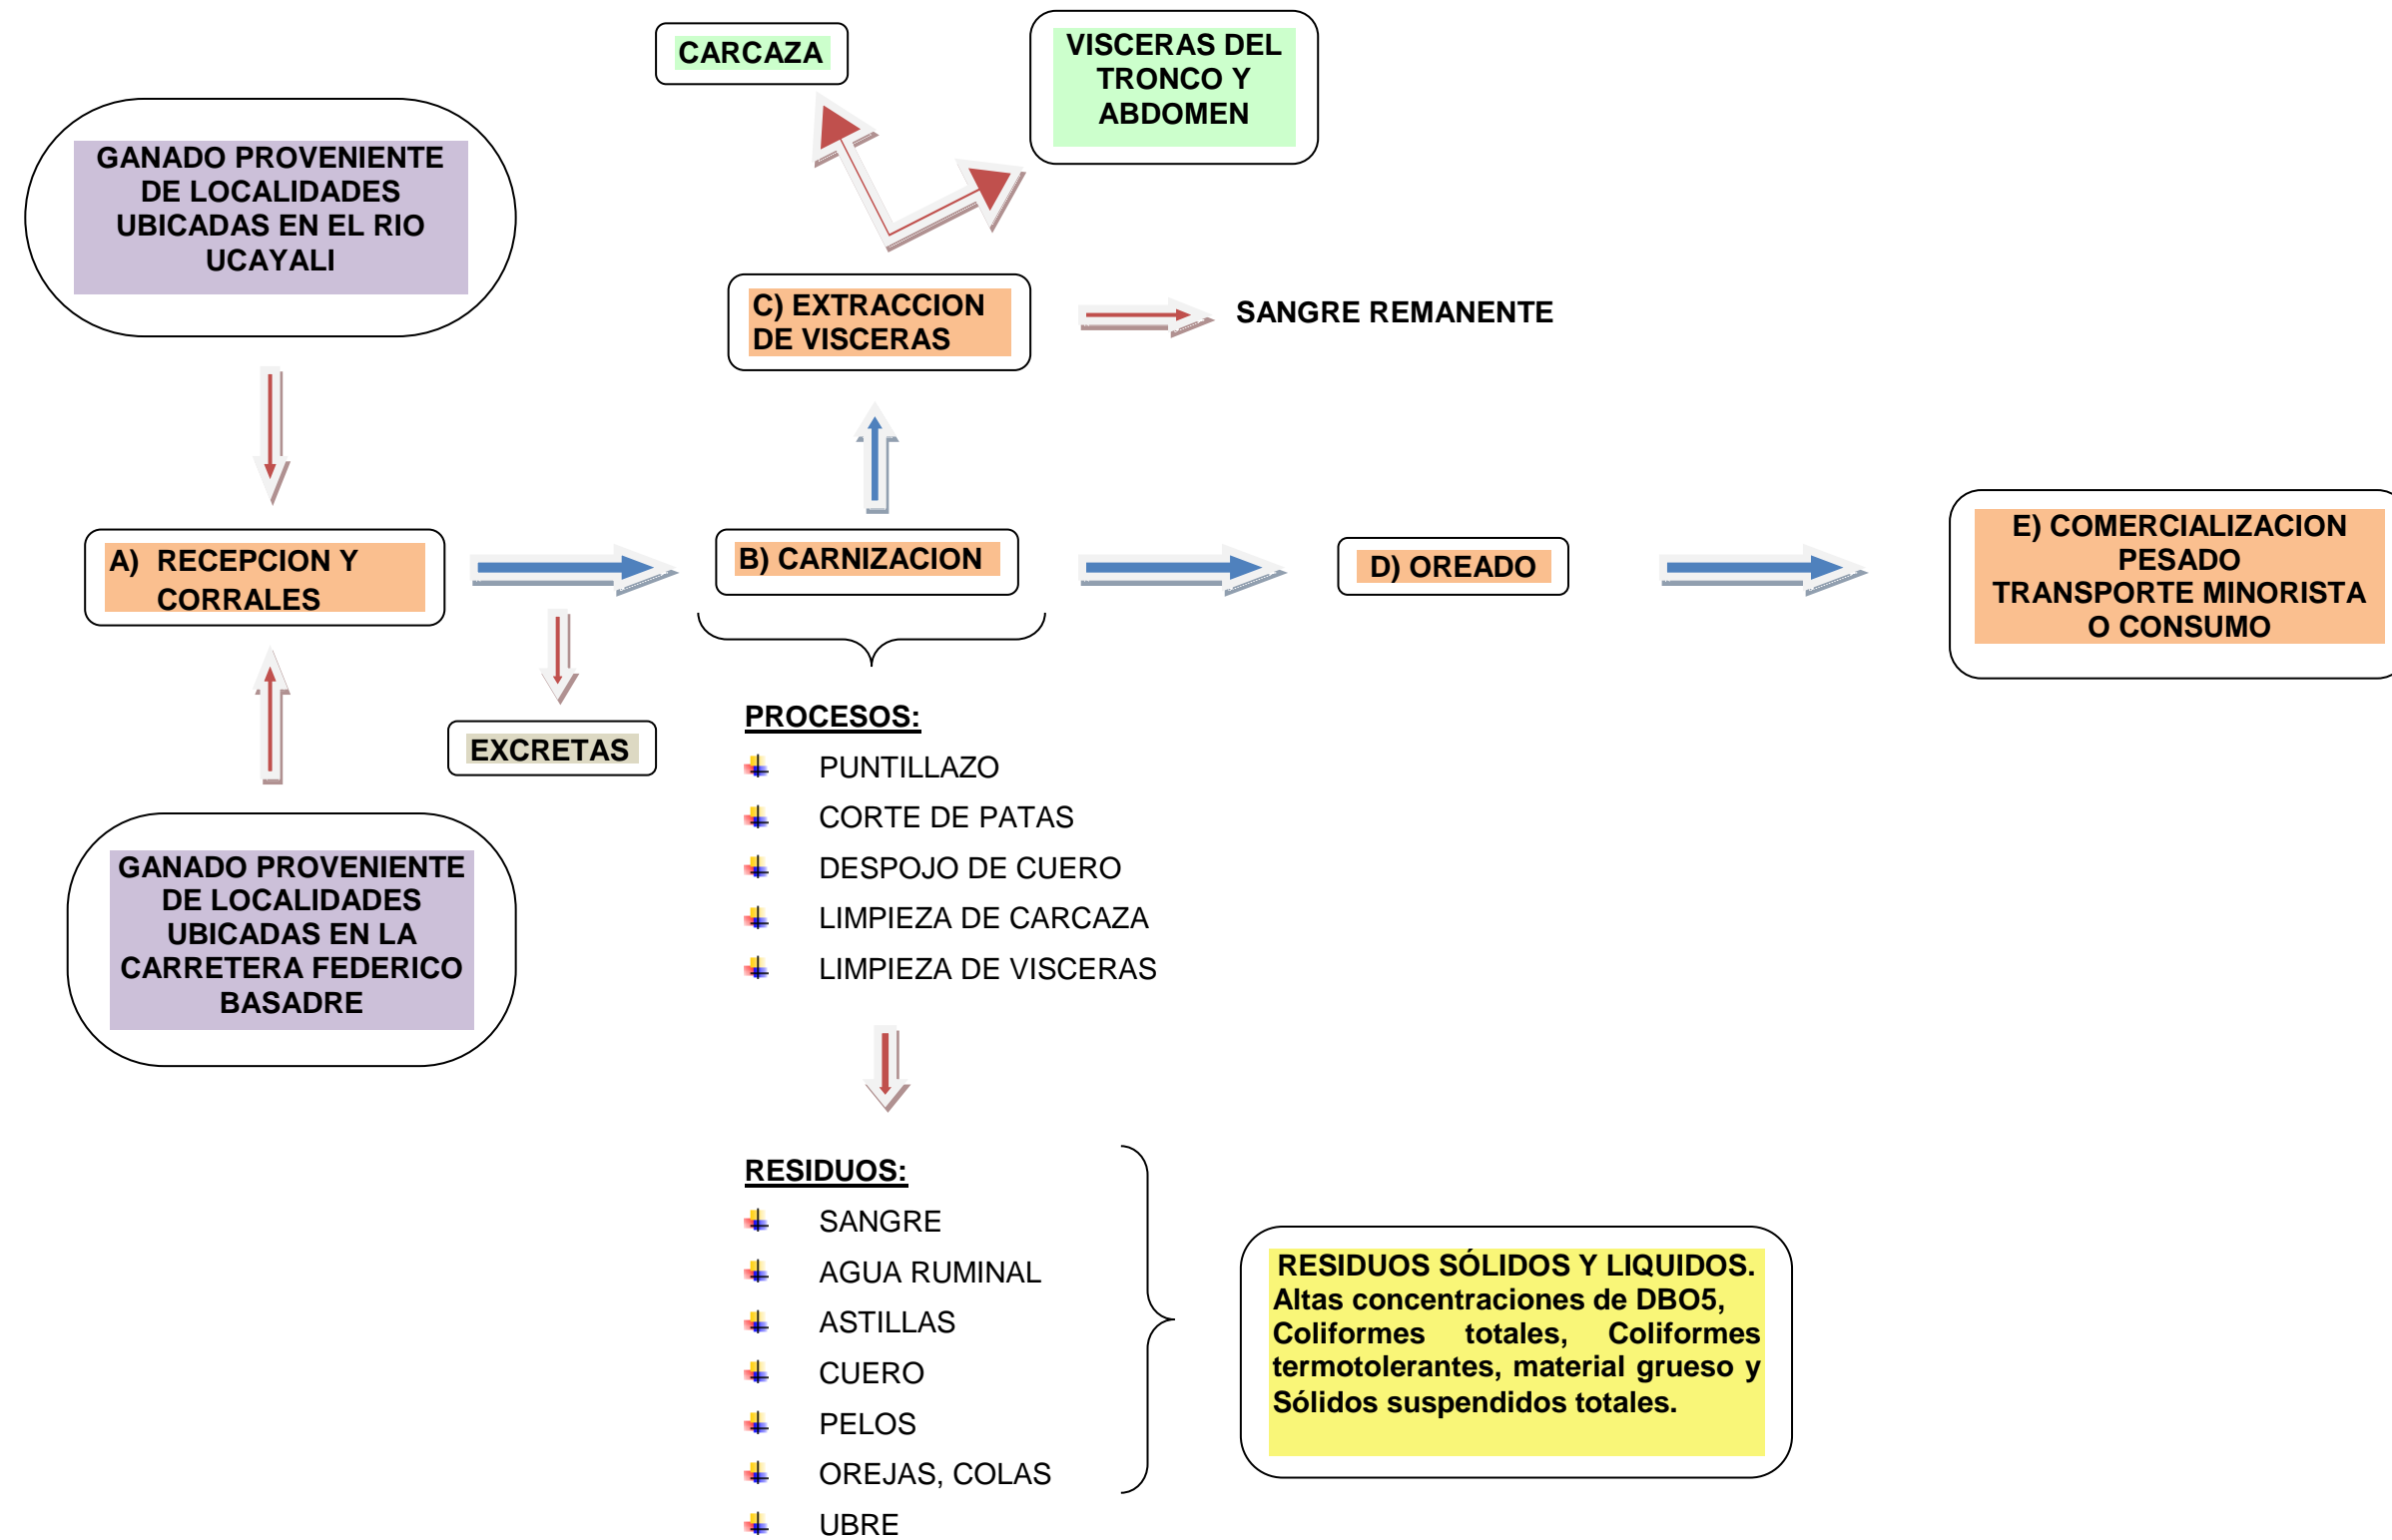 CARCAZA
VISCERAS DEL
TRONCO Y
ABDOMEN
GANADO PROVENIENTE
DE LOCALIDADES
UBICADAS EN EL RIO
UCAYALI
C) EXTRACCION
DE VISCERAS
SANGRE REMANENTE
A) RECEPCION Y
CORRALES
B) CARNIZACION
D) OREADO
E) COMERCIALIZACION
PESADO
TRANSPORTE MINORISTA
O CONSUMO
EXCRETAS
GANADO PROVENIENTE
DE LOCALIDADES
UBICADAS EN LA
CARRETERA FEDERICO
BASADRE
PROCESOS:
PUNTILLAZO
CORTE DE PATAS
DESPOJO DE CUERO
LIMPIEZA DE CARCAZA
LIMPIEZA DE VISCERAS
RESIDUOS:
SANGRE
AGUA RUMINAL
ASTILLAS
CUERO
PELOS
OREJAS, COLAS
UBRE
RESIDUOS SÓLIDOS Y LIQUIDOS.
Altas concentraciones de DBO5,
Coliformes totales, Coliformes
termotolerantes, material grueso y
Sólidos suspendidos totales.